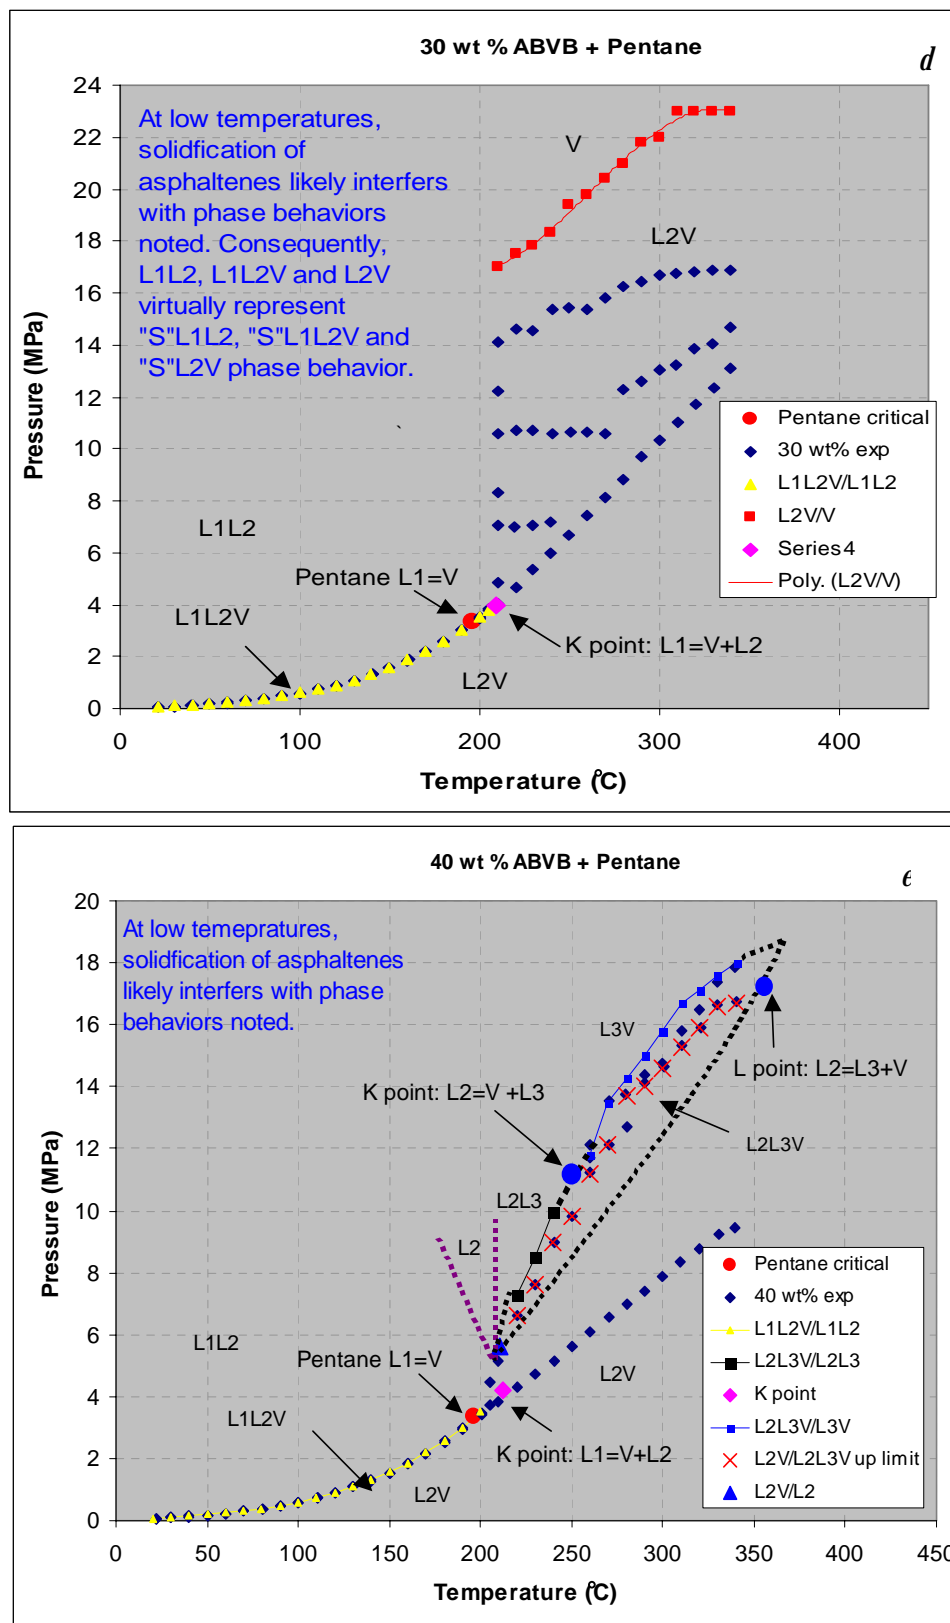 30 wt % ABVB + Pentane
d
At low temperatures,
solidfication of
asphaltenes likely interfers
with phase behaviors
noted. Consequently,
L1L2, L1L2V and L2V
virtually represent
"S"L1L2, "S"L1L2V and
"S"L2V phase behavior.
V
L2V
L1L2
Pentane L1=V
L1L2V
K point: L1=V+L2
L2V
Pentane critical
30 wt% exp
L1L2V/L1L2
L2V/V
Series4
Poly. (L2V/V)
Pressure (MPa)
24
22
20
18
16
14
12
10
8
6
4
2
0
0 100 200 300 400
Temperature (°C)
40 wt % ABVB + Pentane
e
At low temepratures,
solidfication of asphaltenes
likely interfers with phase
behaviors noted.
L3V
L point: L2=L3+V
K point: L2=V +L3
L2L3V
L2L3
L2
L1L2
Pentane L1=V
L2V
L1L2V
K point: L1=V+L2
L2V
Pentane critical
40 wt% exp
L1L2V/L1L2
L2L3V/L2L3
K point
L2L3V/L3V
L2V/L2L3V up limit
L2V/L2
Pressure (MPa)
20
18
16
14
12
10
8
6
4
2
0
0 50 100 150 200 250 300 350 400 450
Temperature (°C)